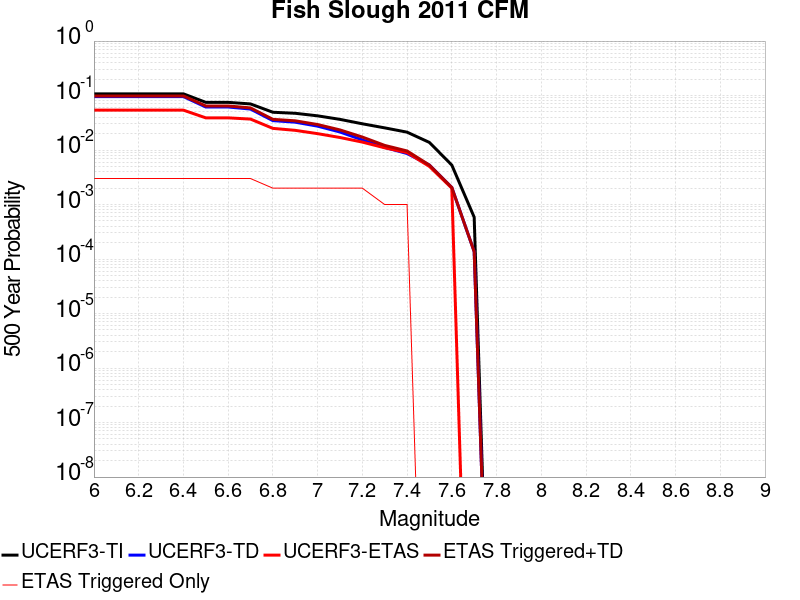 Fish Slough 2011 CFM
10^0
10^-1
10^-2
10^-3
10^-4
10^-5
10^-6
10^-7
10^-8
500 Year Probability
6 6.2 6.4 6.6 6.8 7 7.2 7.4 7.6 7.8 8 8.2 8.4 8.6 8.8 9
Magnitude
UCERF3-TI UCERF3-TD UCERF3-ETAS ETAS Triggered+TD
ETAS Triggered Only